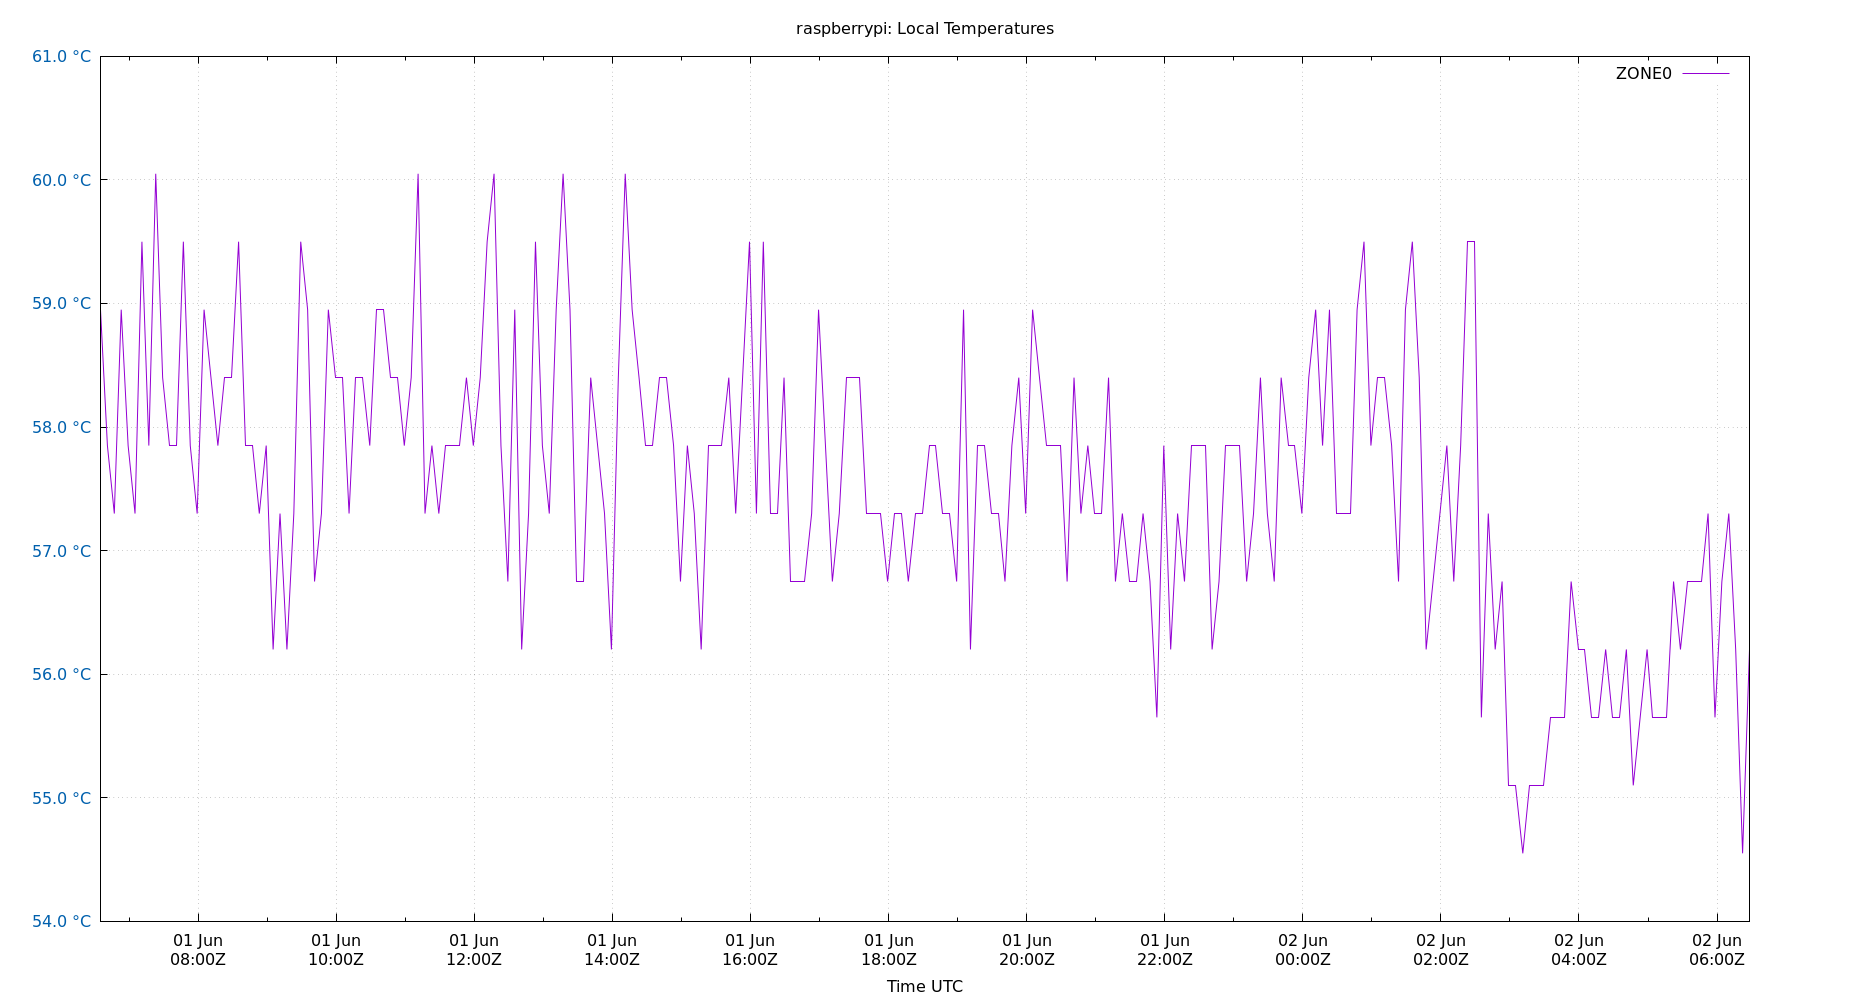 raspberrypi: Local Temperatures
61.0 °C
ZONE0
60.0 °C
59.0 °C
58.0 °C
57.0 °C
56.0 °C
55.0 °C
54.0 °C
01 Jun 01 Jun 01 Jun 01 Jun 01 Jun 01 Jun 01 Jun 01 Jun 02 Jun 02 Jun 02 Jun 02 Jun
08:00Z 10:00Z 12:00Z 14:00Z 16:00Z 18:00Z 20:00Z 22:00Z 00:00Z 02:00Z 04:00Z 06:00Z
Time UTC